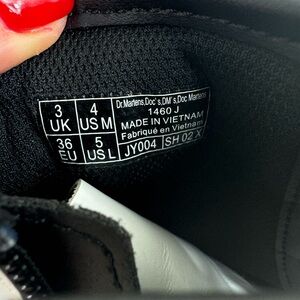 3 UK 4 US M Dr.Martens,Doc's,DM's,Doc Martens
1460 J
MADE IN VIETNAM
36 EU 5 US L Fabriqué en Vietnam
JY004 SH 02'X